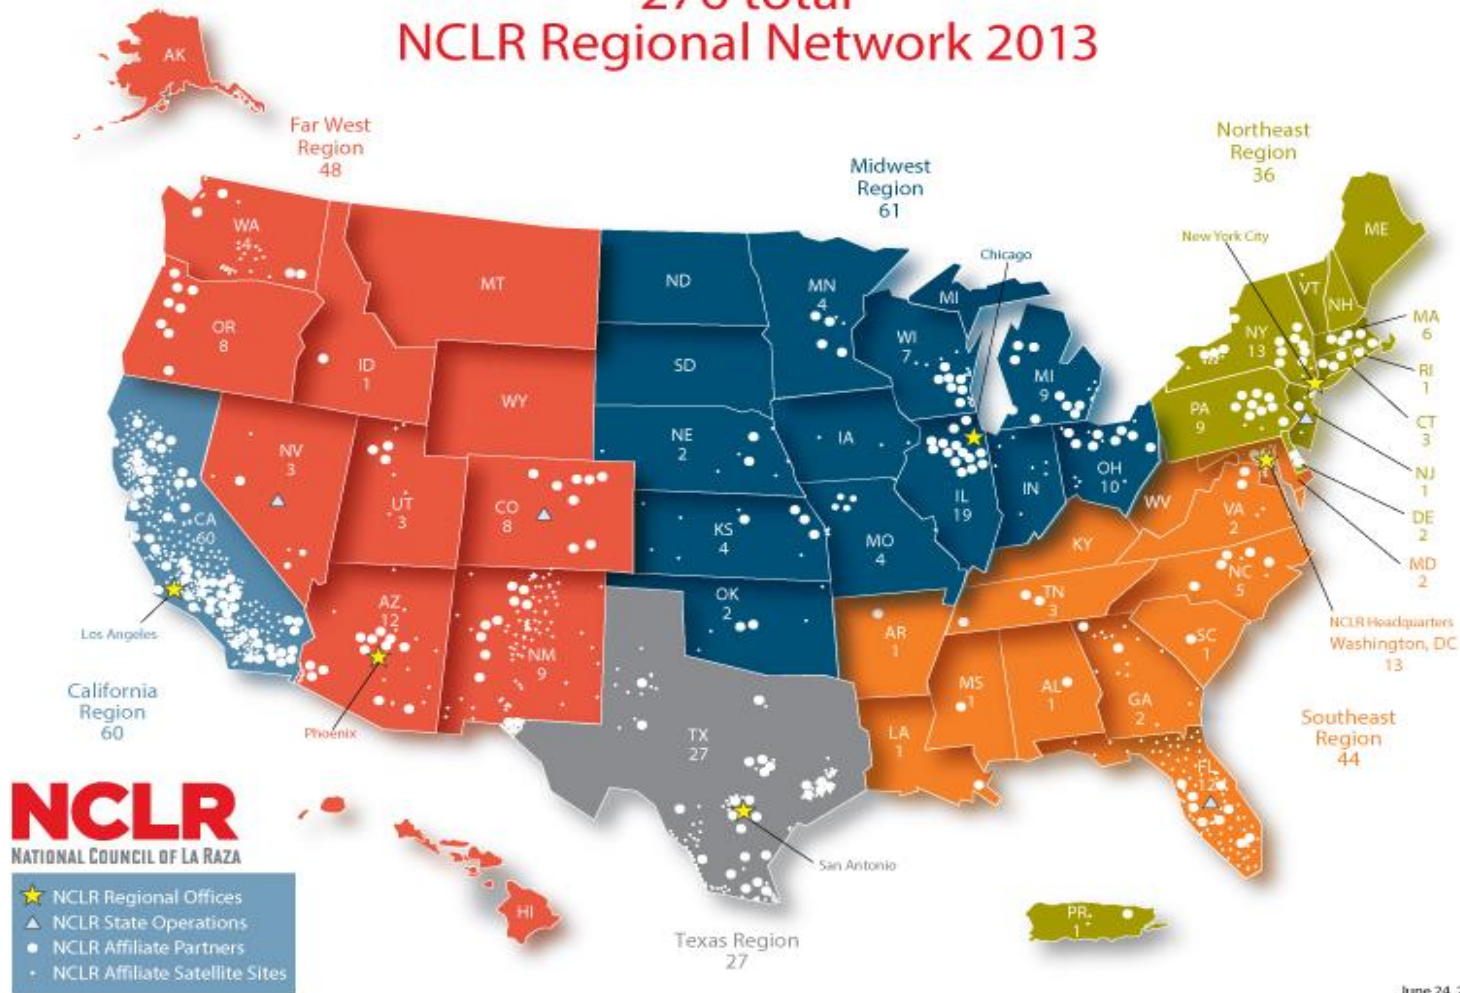 276 total
NCLR Regional Network 2013
AK
Far West
Region
48
Northeast
Region
36
Midwest
Region
61
New York City
Chicago
ME
WA
4
MT
ND
MN
4
MI
VT
NH
MA
6
OR
8
ID
1
SD
WI
7
MI
9
NY
13
RI
1
WY
PA
9
CT
3
NV
3
NE
2
IA
OH
10
NJ
1
UT
3
CO
8
IL
19
IN
WV
VA
2
DE
2
CA
60
KS
4
MO
4
KY
MD
2
AZ
12
NM
9
OK
2
TN
3
NC
5
Los Angeles
AR
1
SC
1
NCLR Headquarters
Washington, DC
13
California
Region
60
Phoenix
TX
27
LA
1
MS
1
AL
1
GA
2
Southeast
Region
44
FL
12
NCLR
NATIONAL COUNCIL OF LA RAZA
San Antonio
NCLR Regional Offices
NCLR State Operations
NCLR Affiliate Partners
NCLR Affiliate Satellite Sites
HI
Texas Region
27
PR
1
June 24,